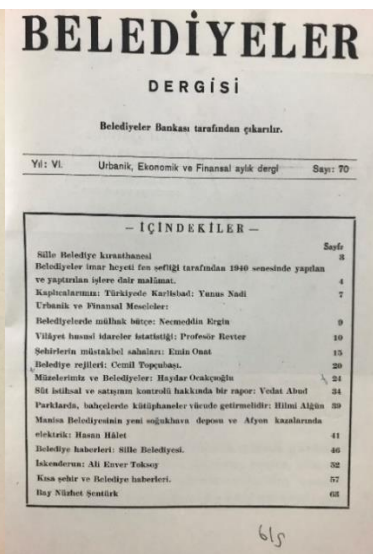 BELEDİYELER
DERGİSİ
Belediyeler Bankası tarafından çıkarılır.
Yıl: VI. Urbanik, Ekonomik ve Finansal aylık dergi Sayı: 70
— İÇİNDEKİLER —
Sayfa
Sille Belediye kıraathanesi 3
Belediyeler imar heyeti fen şefliği tarafından 1940 senesinde yapılan
ve yaptırılan işlere dair malûmat. 4
Kaplıcalarımız: Türkiyede Karlisbad: Yunus Nadi 7
Urbanik ve Finansal Meseleler:
Belediyelerde mülhak bütçe: Necmeddin Ergin 9
Vilâyet hususi idareler istatistiği: Profesör Revter 10
Şehirlerin müstakbel sahaları: Emin Onat 15
Belediye rejileri: Cemil Topçubaşı. 20
Müzelerimiz ve Belediyeler: Haydar Ocakçıoğlu 24
Süt istihsal ve satışının kontrolü hakkında bir rapor: Vedat Abud 34
Parklarda, bahçelerde kütüphaneler vücude getirmelidir: Hilmi Algün 39
Manisa Belediyesinin yeni soğukhava deposu ve Afyon kazalarında
elektrik: Hasan Hâlet 41
Belediye haberleri: Sille Belediyesi. 46
İskenderun: Ali Enver Toksoy 52
Kısa şehir ve Belediye haberleri. 57
Bay Nüzhet Şentürk 63